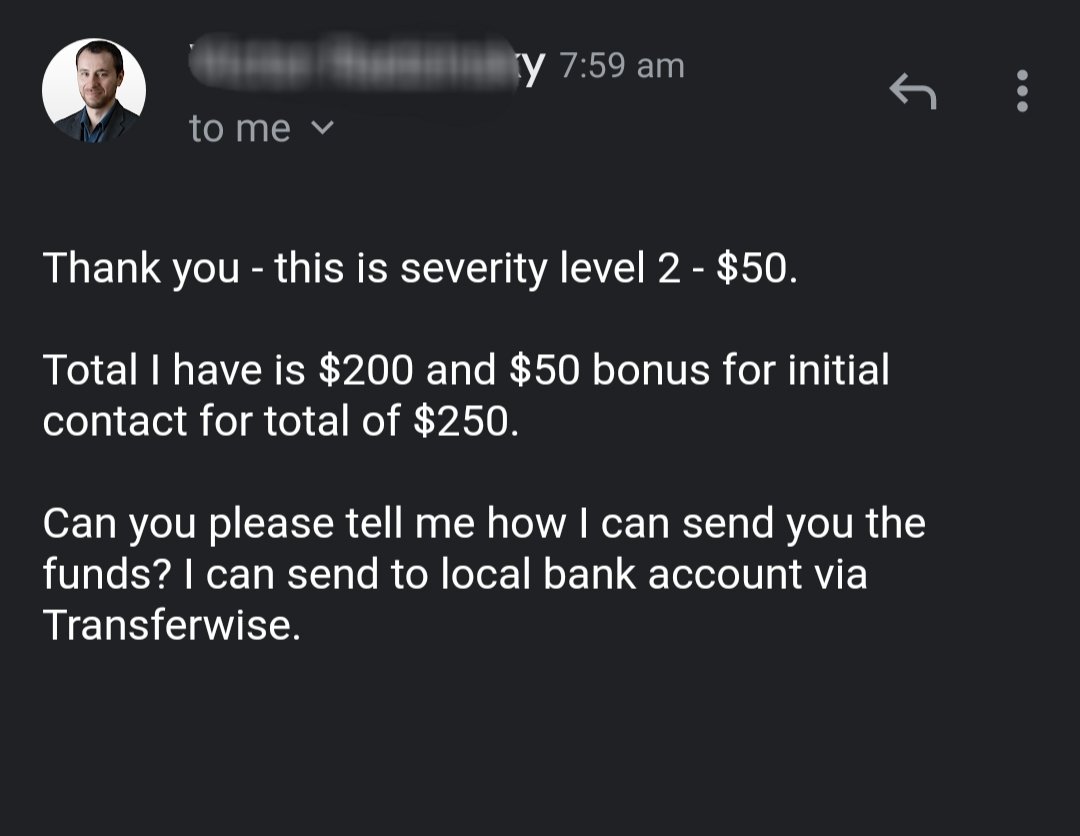 7:59 am
to me
Thank you - this is severity level 2 - $50.
Total I have is $200 and $50 bonus for initial
contact for total of $250.
Can you please tell me how I can send you the
funds? I can send to local bank account via
Transferwise.